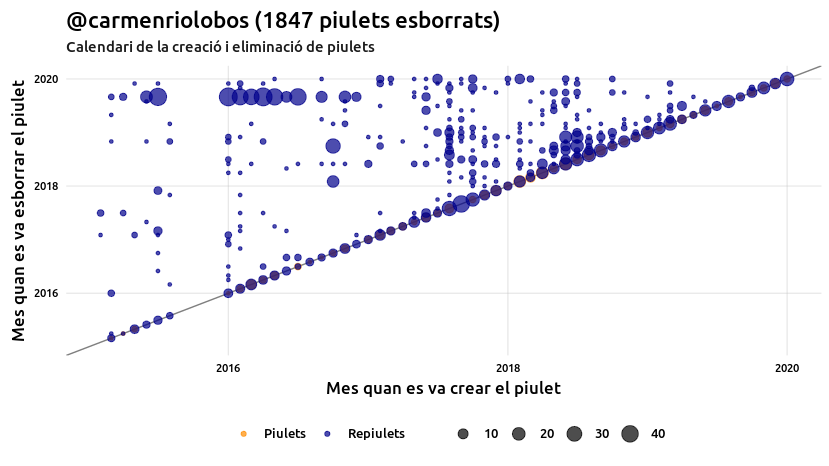 @carmenriolobos (1847 piulets esborrats)
Calendari de la creació i eliminació de piulets
Mes quan es va esborrar el piulet
2020
2018
2016
2016 2018 2020
Mes quan es va crear el piulet
Piulets Repiulets 10 20 30 40